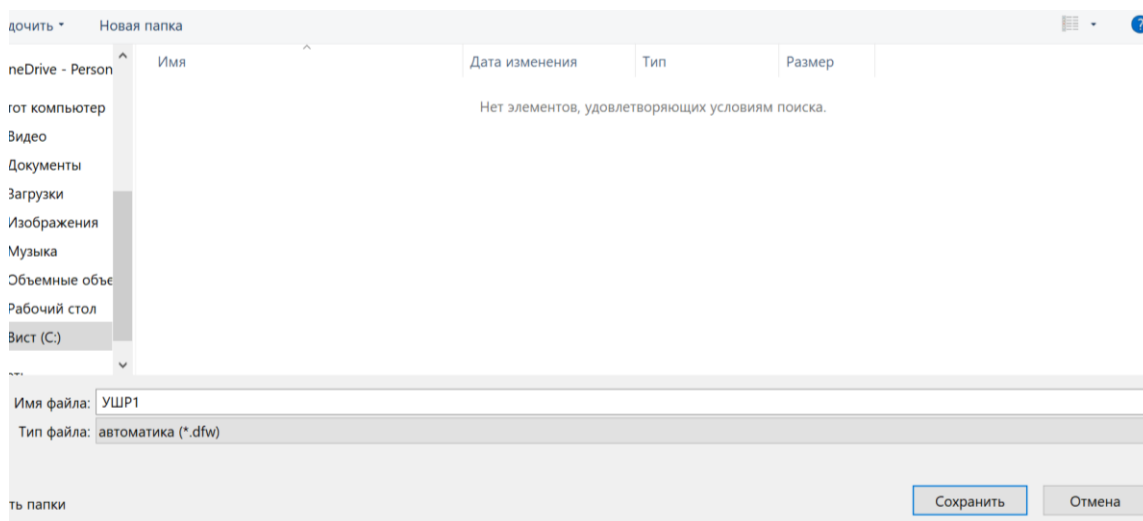 дочить Новая папка
Имя Дата изменения Тип Размер
neDrive - Person
тот компьютер
Видео
Документы
Загрузки
Изображения
Музыка
Объемные объе
Рабочий стол
Вист (C:)
Нет элементов, удовлетворяющих условиям поиска.
Имя файла: УШР1
Тип файла: автоматика (*.dfw)
ть папки Сохранить Отмена